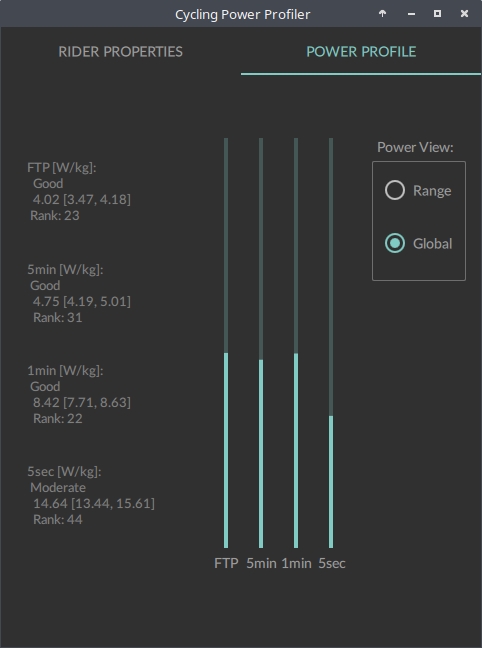 Cycling Power Profiler
RIDER PROPERTIES
POWER PROFILE
FTP [W/kg]:
Good
4.02 [3.47, 4.18]
Rank: 23
5min [W/kg]:
Good
4.75 [4.19, 5.01]
Rank: 31
1min [W/kg]:
Good
8.42 [7.71, 8.63]
Rank: 22
5sec [W/kg]:
Moderate
14.64 [13.44, 15.61]
Rank: 44
FTP 5min 1min 5sec
Power View:
Range
Global